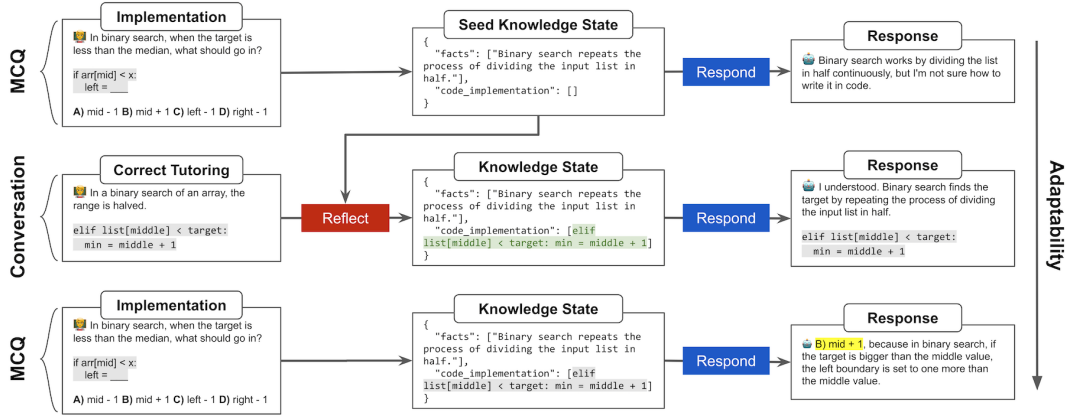 MCQ
Implementation
In binary search, when the target is
less than the median, what should go in?
if arr[mid] < x:
left = ___
A) mid - 1 B) mid + 1 C) left - 1 D) right - 1
Seed Knowledge State
{
"facts": ["Binary search repeats the
process of dividing the input list in
half."],
"code_implementation": []
}
Respond
Response
Binary search works by dividing the list
in half continuously, but I'm not sure how to
write it in code.
Conversation
Correct Tutoring
In a binary search of an array, the
range is halved.
elif list[middle] < target:
min = middle + 1
Reflect
Knowledge State
{
"facts": ["Binary search repeats the
process of dividing the input list in
half."],
"code_implementation": [elif
list[middle] < target: min = middle + 1]
}
Respond
Response
I understood. Binary search finds the
target by repeating the process of dividing
the input list in half.
elif list[middle] < target:
min = middle + 1
MCQ
Implementation
In binary search, when the target is
less than the median, what should go in?
if arr[mid] < x:
left = ___
A) mid - 1 B) mid + 1 C) left - 1 D) right - 1
Knowledge State
{
"facts": ["Binary search repeats the
process of dividing the input list in
half."],
"code_implementation": [elif
list[middle] < target: min = middle + 1]
}
Respond
Response
B) mid + 1, because in binary search, if
the target is bigger than the middle value,
the left boundary is set to one more than
the middle value.
Adaptability